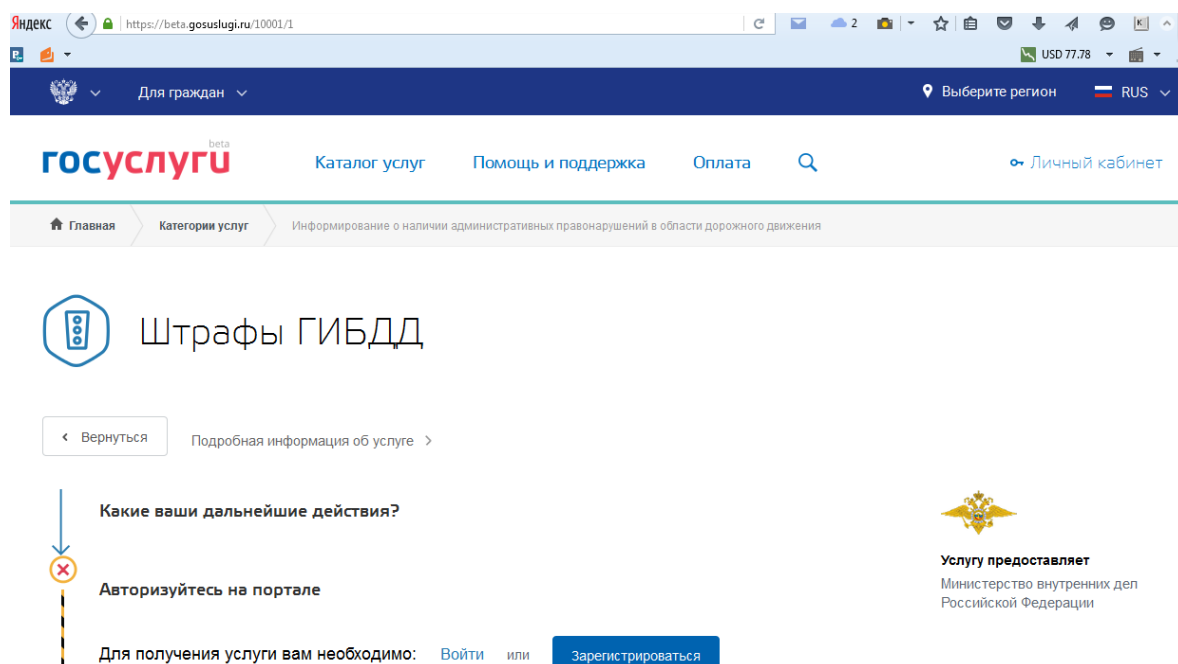 Яндекс https://beta.gosuslugi.ru/10001/1 2
USD 77.78
Для граждан Выберите регион RUS
beta
госуслуги Каталог услуг Помощь и поддержка Оплата Личный кабинет
Главная Категории услуг Информирование о наличии административных правонарушений в области дорожного движения
Штрафы ГИБДД
Вернуться Подробная информация об услуге
Какие ваши дальнейшие действия?
Услугу предоставляет
Министерство внутренних дел
Российской Федерации
Авторизуйтесь на портале
Для получения услуги вам необходимо: Войти или Зарегистрироваться